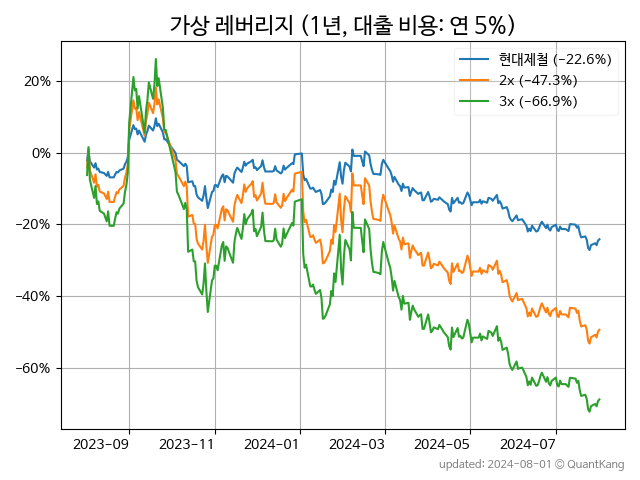 가상 레버리지 (1년, 대출 비용: 연 5%)
현대제철 (−22.6%)
2x (−47.3%)
3x (−66.9%)
20%
0%
−20%
−40%
−60%
2023-09
2023-11
2024-01
2024-03
2024-05
2024-07
updated: 2024-08-01 © QuantKang